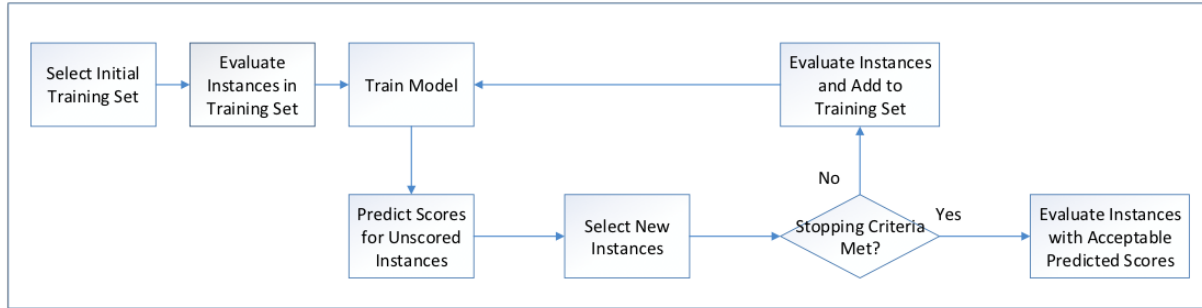 Select Initial
Training Set
Evaluate
Instances in
Training Set
Train Model
Evaluate Instances
and Add to
Training Set
Predict Scores
for Unscored
Instances
Select New
Instances
Stopping Criteria
Met?
No
Yes
Evaluate Instances
with Acceptable
Predicted Scores